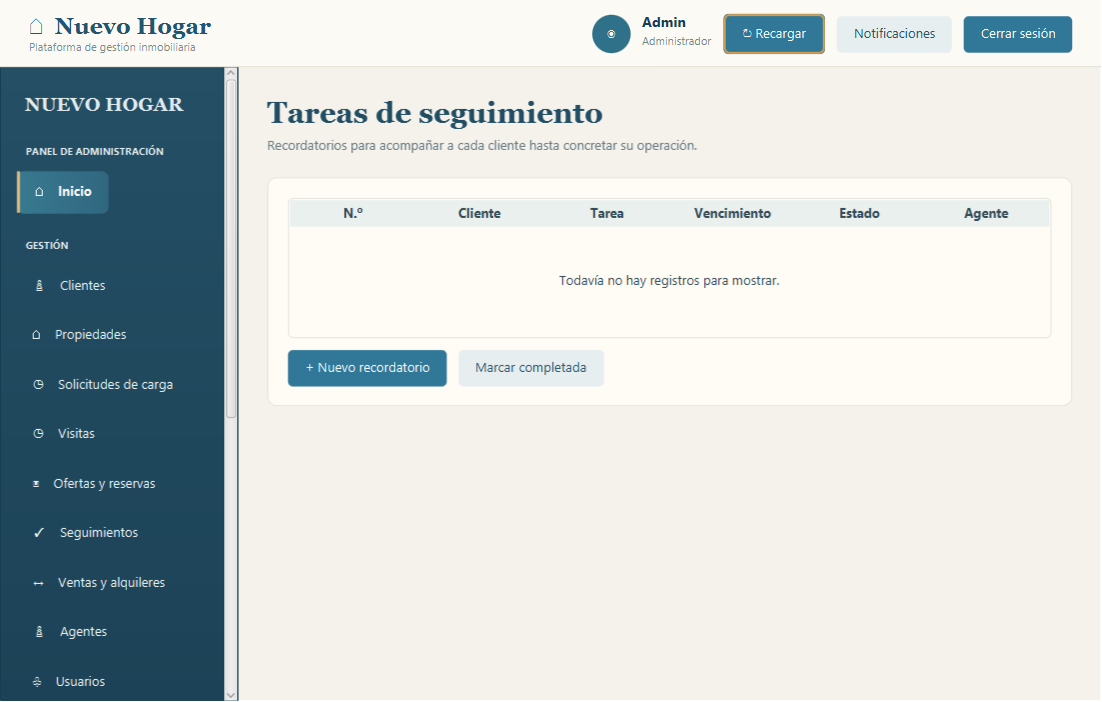 Nuevo Hogar
Plataforma de gestión inmobiliaria
Admin
Administrador
↻ Recargar
Notificaciones
Cerrar sesión
NUEVO HOGAR
PANEL DE ADMINISTRACIÓN
Inicio
GESTIÓN
Clientes
Propiedades
Solicitudes de carga
Visitas
Ofertas y reservas
Seguimientos
Ventas y alquileres
Agentes
Usuarios
Tareas de seguimiento
Recordatorios para acompañar a cada cliente hasta concretar su operación.
N.º Cliente Tarea Vencimiento Estado Agente
Todavía no hay registros para mostrar.
+ Nuevo recordatorio
Marcar completada